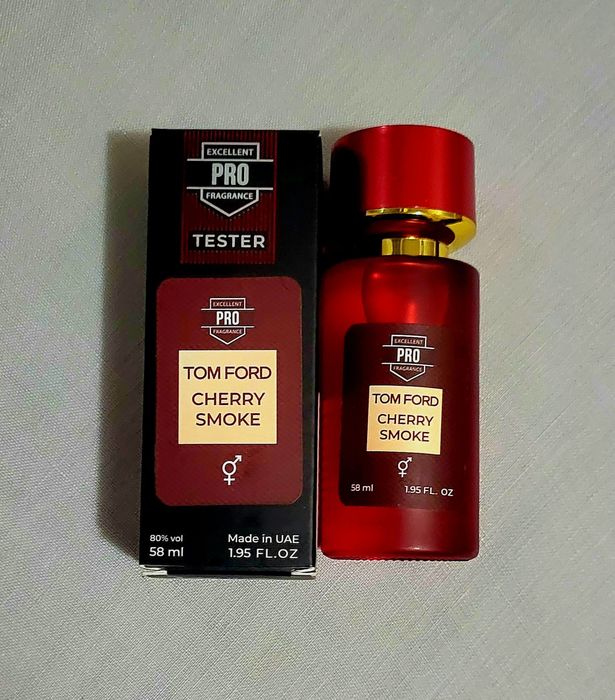 EXCELLENT
PRO
FRAGRANCE
TESTER
EXCELLENT
PRO
FRAGRANCE
TOM FORD
CHERRY
SMOKE
80% vol
58 ml
Made in UAE
1.95 FL.OZ
EXCELLENT
PRO
FRAGRANCE
TOM FORD
CHERRY
SMOKE
58 ml
1.95 FL. OZ